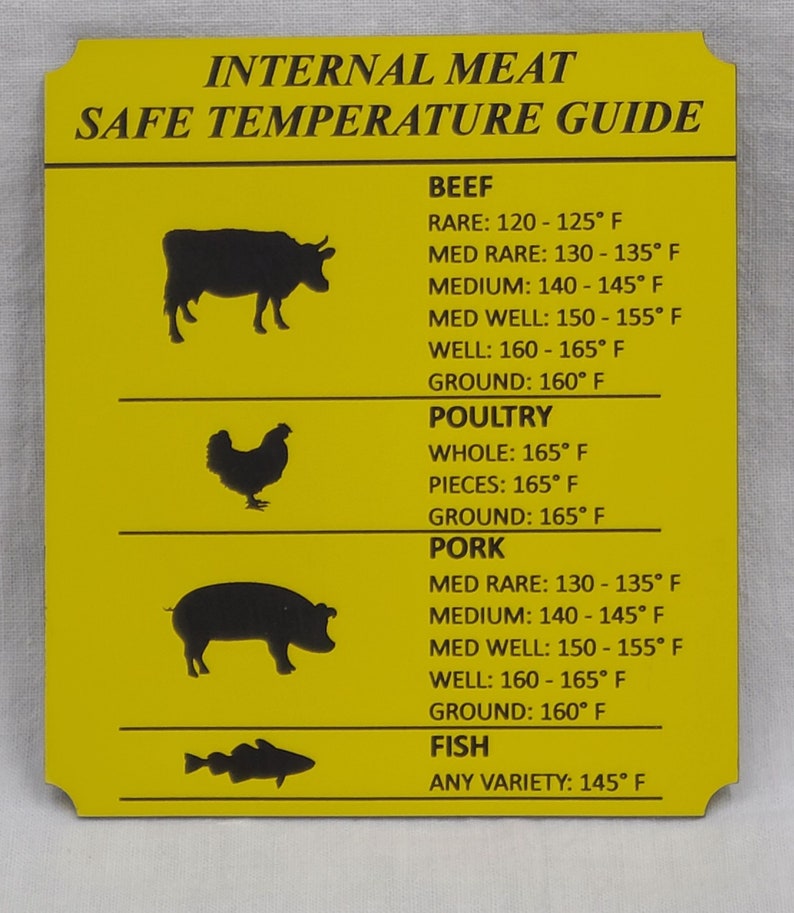 INTERNAL MEAT
SAFE TEMPERATURE GUIDE
BEEF
RARE: 120 - 125° F
MED RARE: 130 - 135° F
MEDIUM: 140 - 145° F
MED WELL: 150 - 155° F
WELL: 160 - 165° F
GROUND: 160° F
POULTRY
WHOLE: 165° F
PIECES: 165° F
GROUND: 165° F
PORK
MED RARE: 130 - 135° F
MEDIUM: 140 - 145° F
MED WELL: 150 - 155° F
WELL: 160 - 165° F
GROUND: 160° F
FISH
ANY VARIETY: 145° F